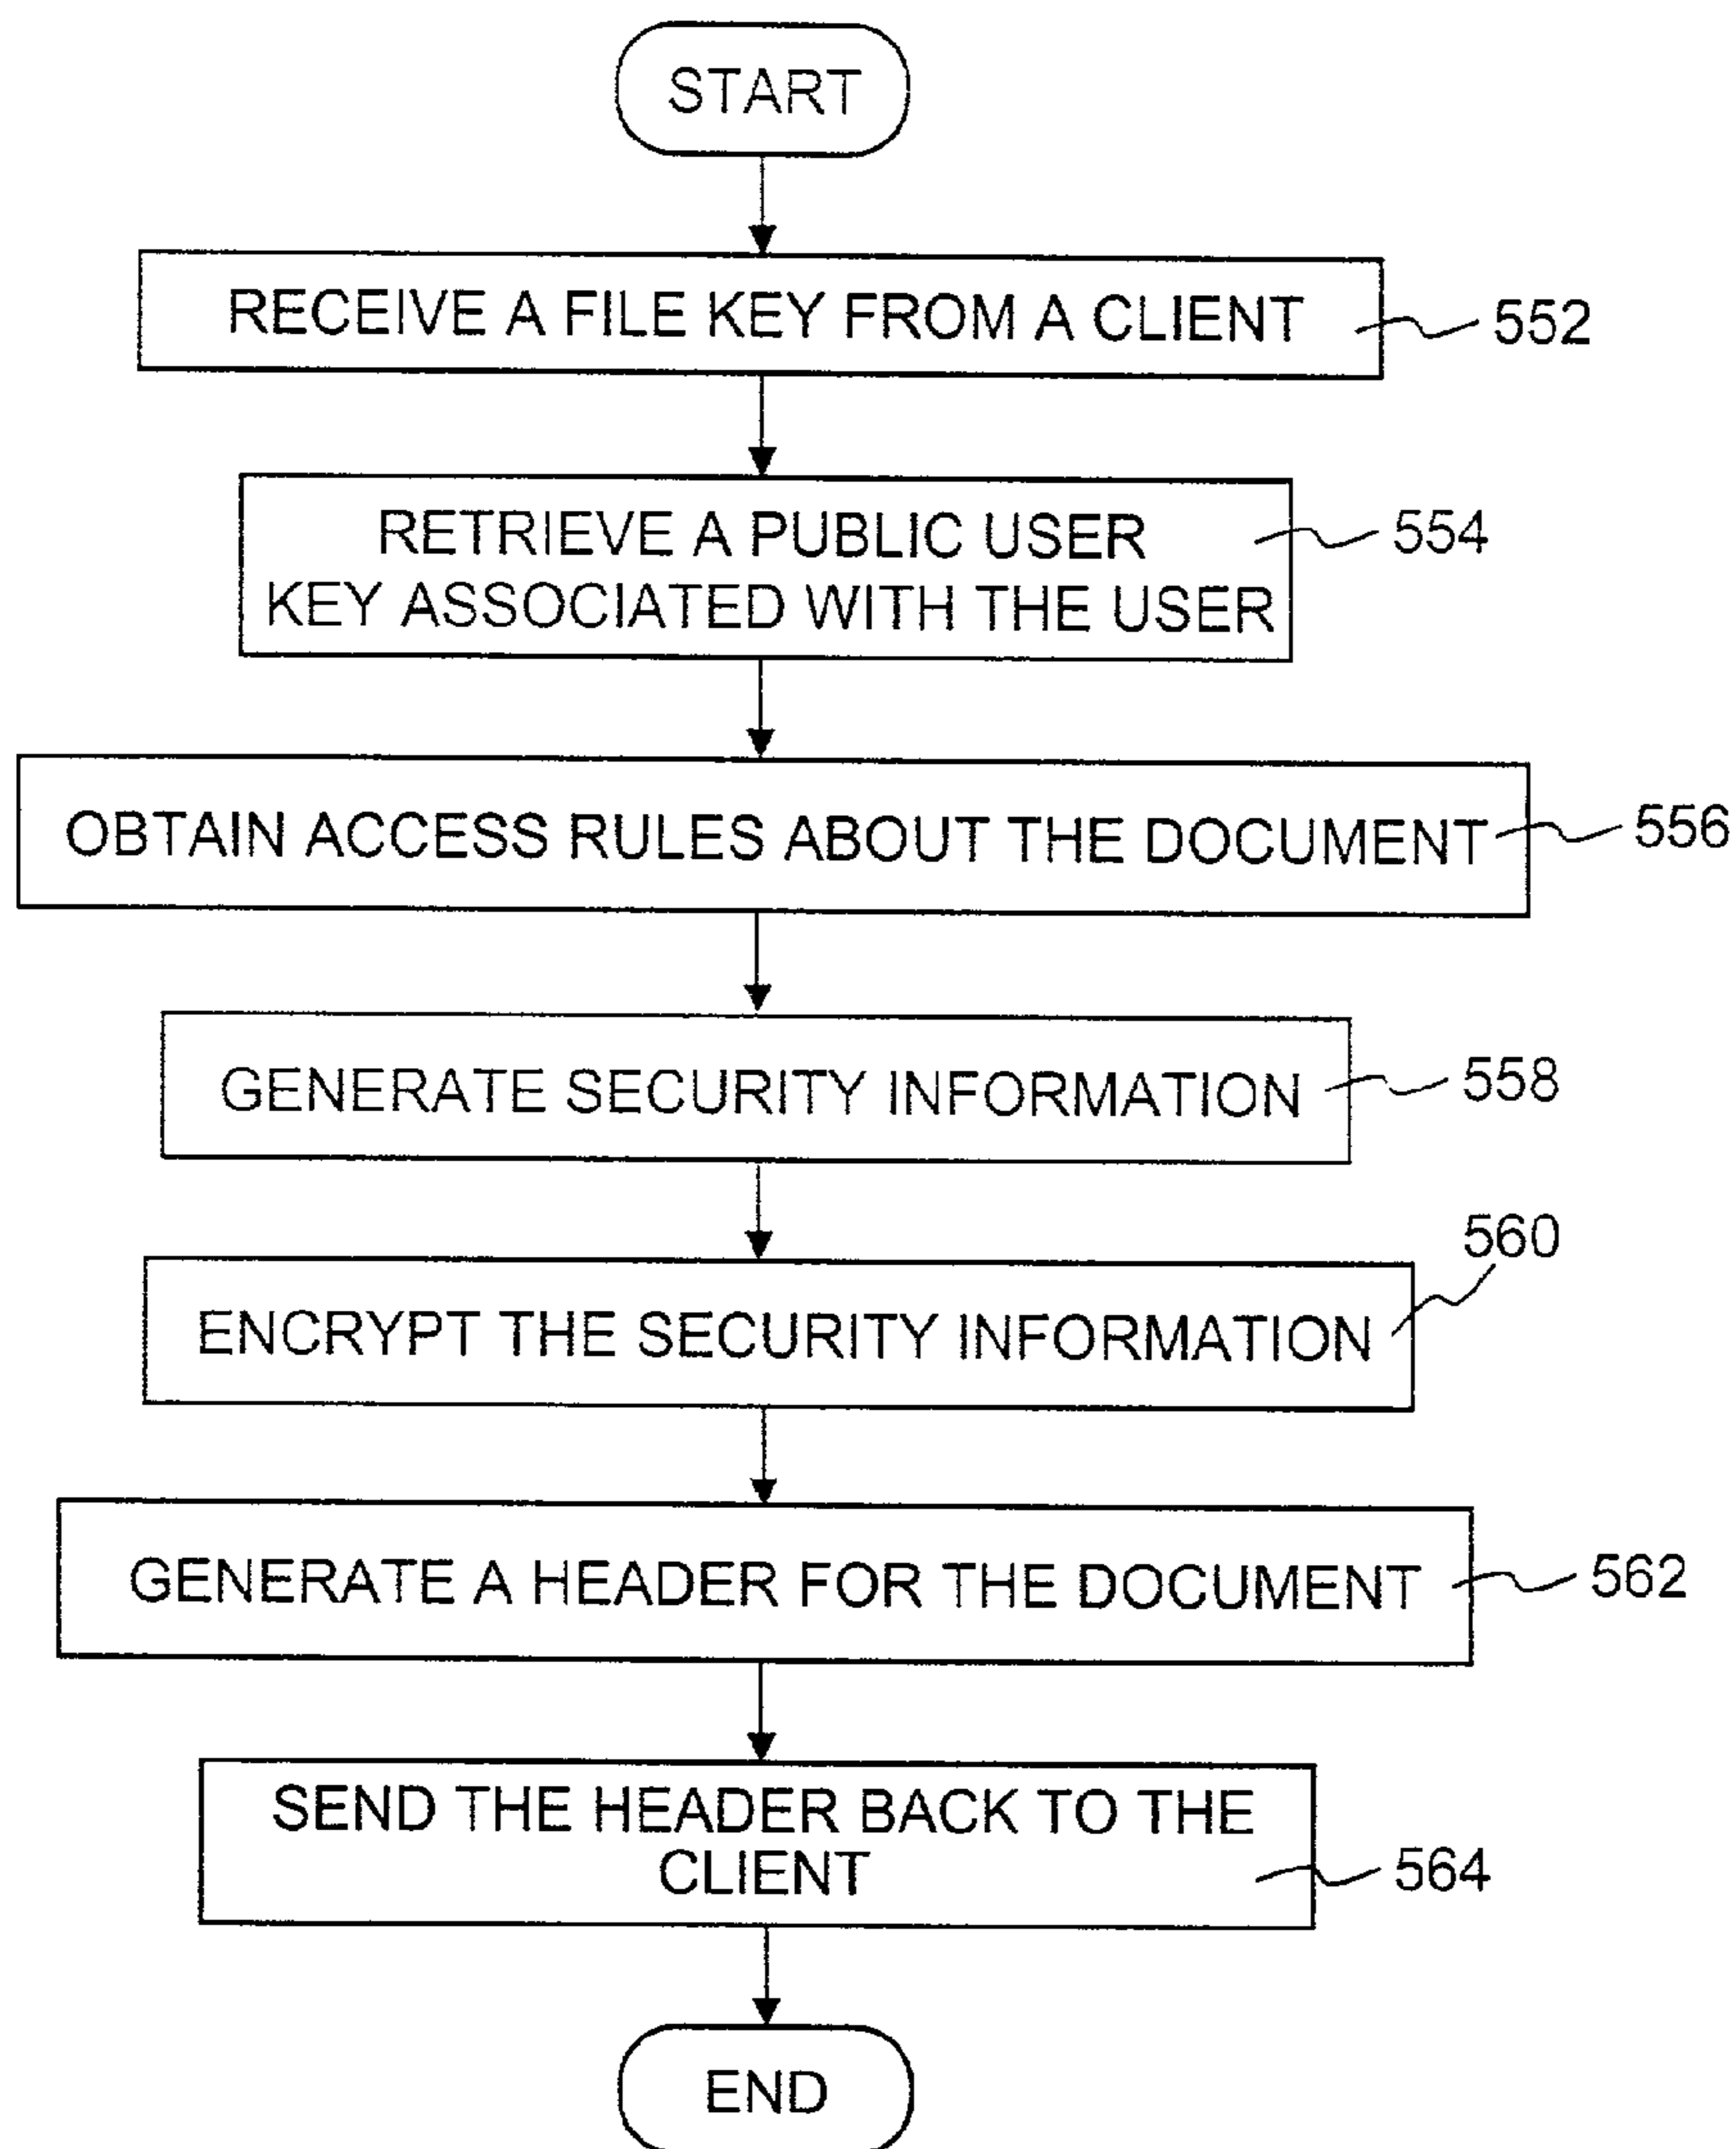 START
RECEIVE A FILE KEY FROM A CLIENT
552
RETRIEVE A PUBLIC USER
KEY ASSOCIATED WITH THE USER
554
OBTAIN ACCESS RULES ABOUT THE DOCUMENT
556
GENERATE SECURITY INFORMATION
558
560
ENCRYPT THE SECURITY INFORMATION
GENERATE A HEADER FOR THE DOCUMENT
562
SEND THE HEADER BACK TO THE
CLIENT
564
END